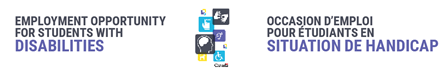 EMPLOYMENT OPPORTUNITY
FOR STUDENTS WITH
DISABILITIES
OCCASION D'EMPLOI
POUR ÉTUDIANTS EN
SITUATION DE HANDICAP